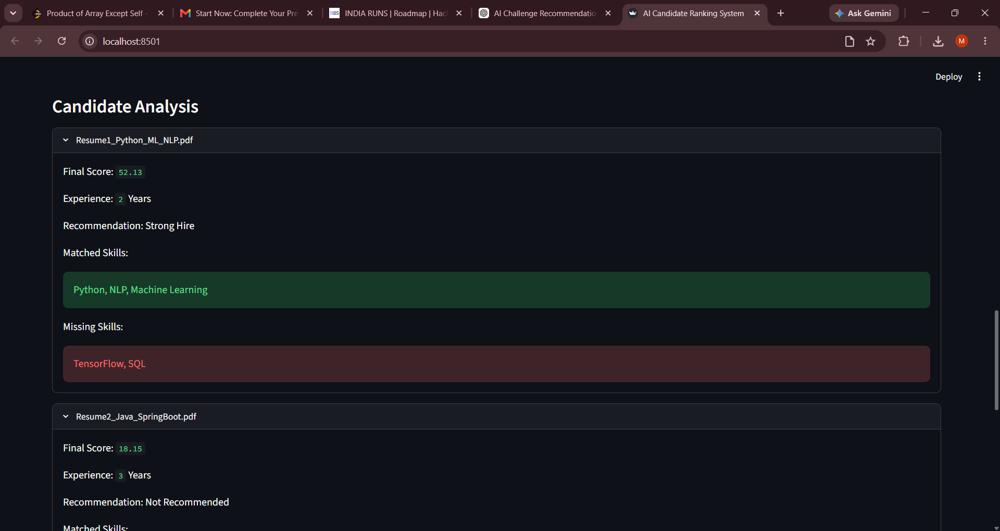 Product of Array Except Self -
Start Now: Complete Your Pre
INDIA RUNS | Roadmap | Hac
AI Challenge Recommendatio
AI Candidate Ranking System
Ask Gemini
localhost:8501
M
Deploy
Candidate Analysis
Resume1_Python_ML_NLP.pdf
Final Score: 52.13
Experience: 2 Years
Recommendation: Strong Hire
Matched Skills:
Python, NLP, Machine Learning
Missing Skills:
TensorFlow, SQL
Resume2_Java_SpringBoot.pdf
Final Score: 18.15
Experience: 3 Years
Recommendation: Not Recommended
Matched Skills: